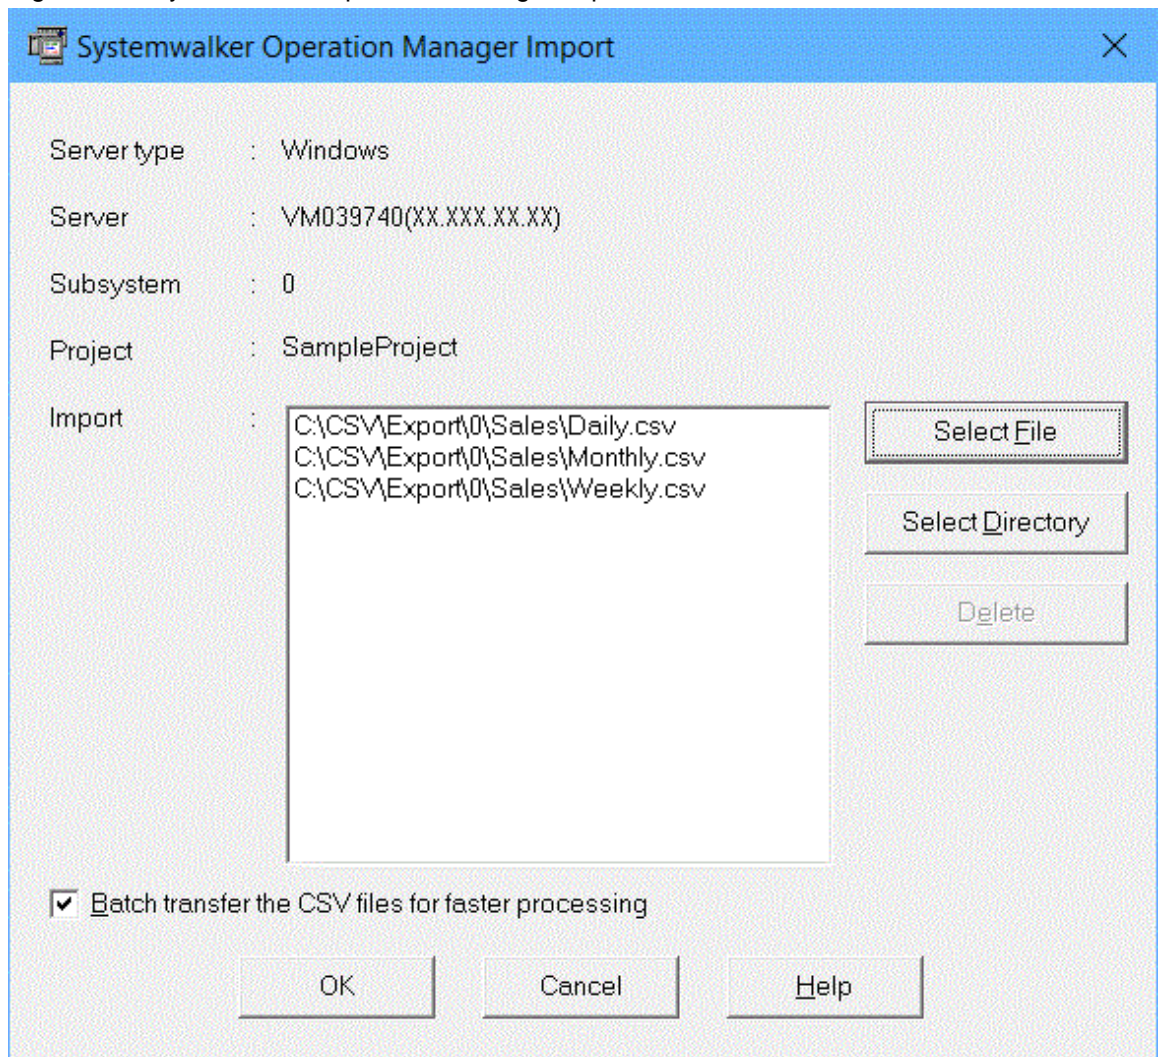 Systemwalker Operation Manager Import
Server type : Windows
Server : VM039740(XX.XXX.XX.XX)
Subsystem : 0
Project : SampleProject
Import :
C:\CSV\Export\0\Sales\Daily.csv
C:\CSV\Export\0\Sales\Monthly.csv
C:\CSV\Export\0\Sales\Weekly.csv
Select File
Select Directory
Delete
Batch transfer the CSV files for faster processing
OK Cancel Help